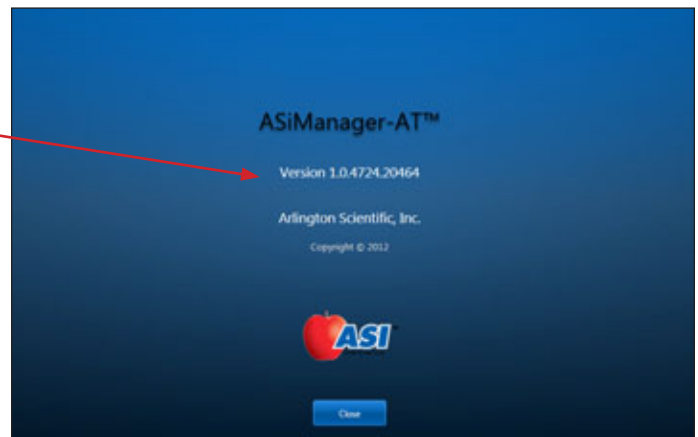 ASiManager-AT™
Version 1.0.4724.20464
Arlington Scientific, Inc.
Copyright © 2012
ASI
Close